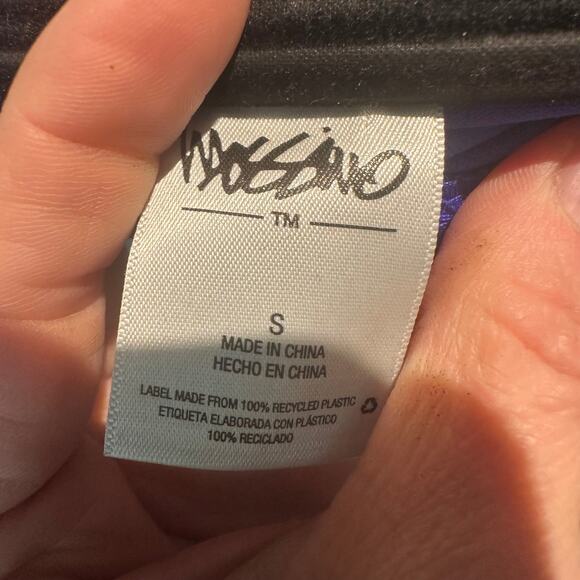 MOSSIMO
TM
S
MADE IN CHINA
HECHO EN CHINA
LABEL MADE FROM 100% RECYCLED PLASTIC
ETIQUETA ELABORADA CON PLÁSTICO
100% RECICLADO